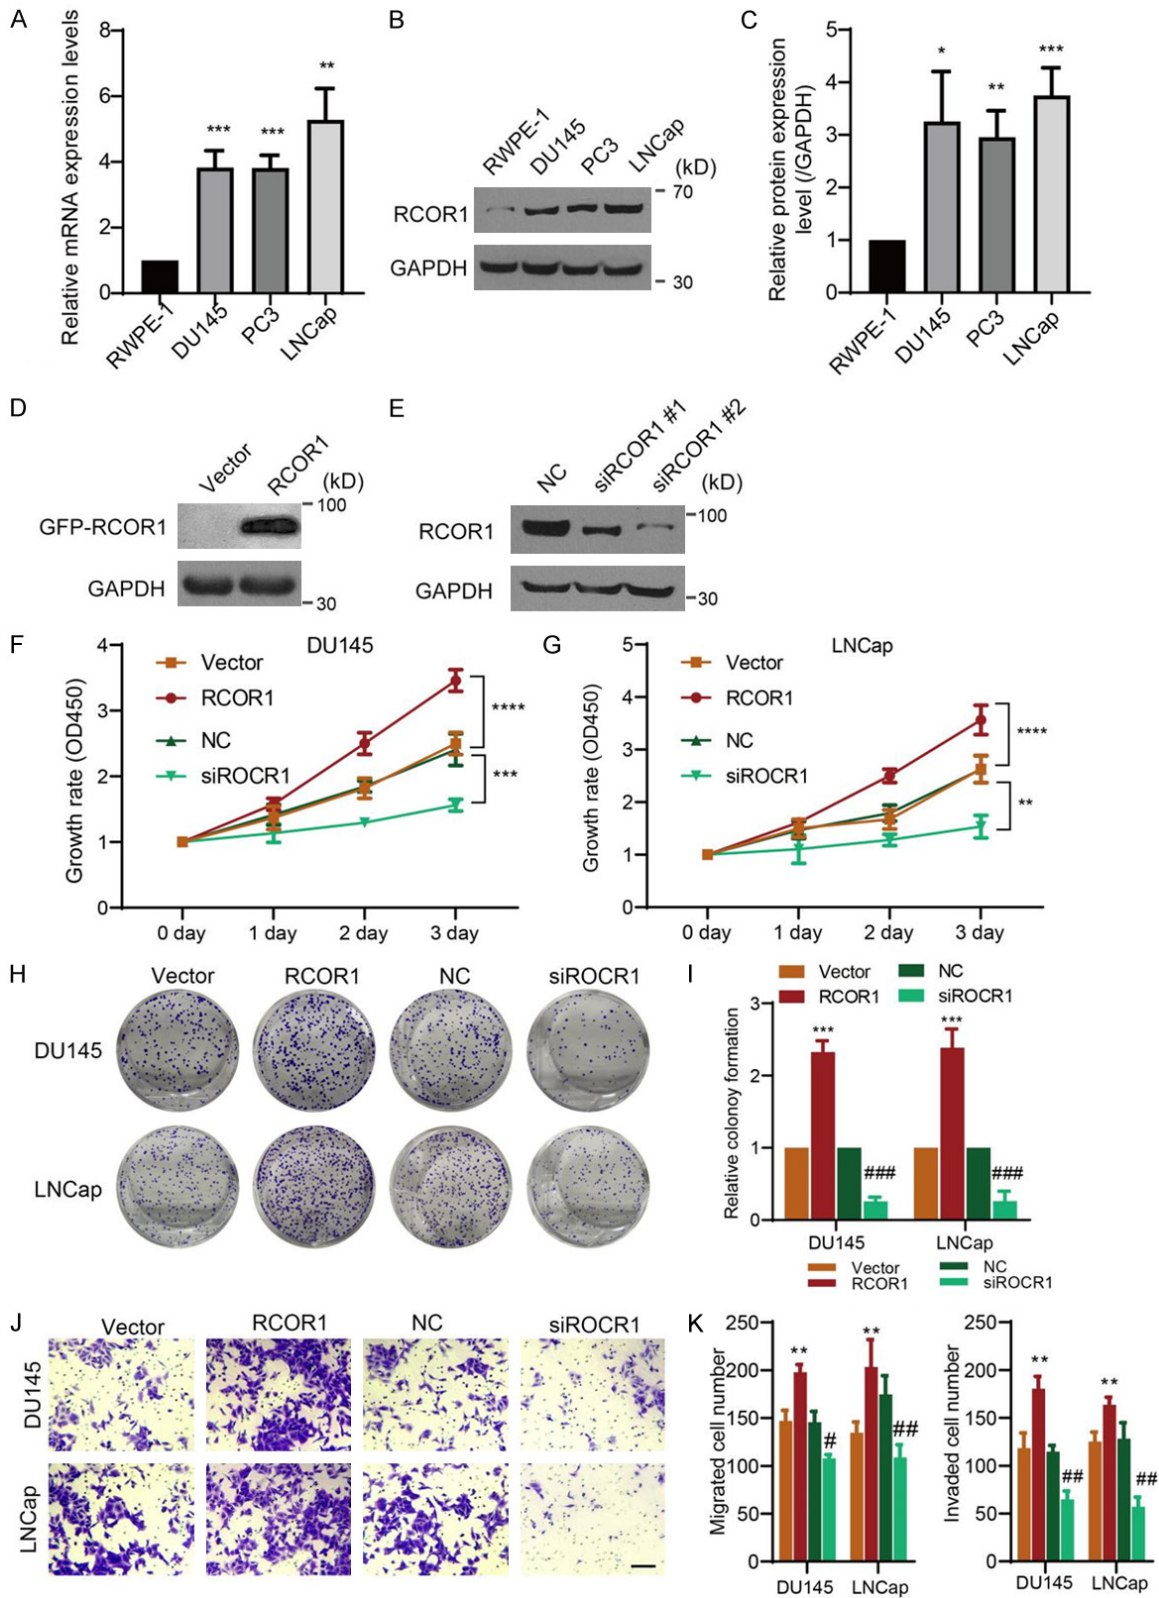 A
Relative mRNA expression levels
8
6
4
2
0
**
***
***
RWPE-1
DU145
PC3
LNCap
B
RWPE-1
DU145
PC3
LNCap
(kD)
RCOR1
70
GAPDH
30
C
Relative protein expression
level (/GAPDH)
5
4
3
2
1
0
*
**
***
RWPE-1
DU145
PC3
LNCap
D
Vector
RCOR1
(kD)
GFP-RCOR1
100
GAPDH
30
E
NC
siRCOR1 #1
siRCOR1 #2
(kD)
RCOR1
100
GAPDH
30
F
DU145
Growth rate (OD450)
4
3
2
1
0
Vector
RCOR1
NC
siROCR1
****
***
0 day
1 day
2 day
3 day
G
LNCap
Growth rate (OD450)
5
4
3
2
1
0
Vector
RCOR1
NC
siROCR1
****
**
0 day
1 day
2 day
3 day
H
Vector
RCOR1
NC
siROCR1
DU145
LNCap
I
Vector
RCOR1
NC
siROCR1
Relative colonoy formation
3
2
1
0
***
###
***
###
DU145
LNCap
J
Vector
RCOR1
NC
siROCR1
DU145
LNCap
K
Vector
RCOR1
NC
siROCR1
Migrated cell number
250
200
150
100
50
0
**
#
**
##
DU145
LNCap
Invaded cell number
250
200
150
100
50
0
**
##
**
##
DU145
LNCap